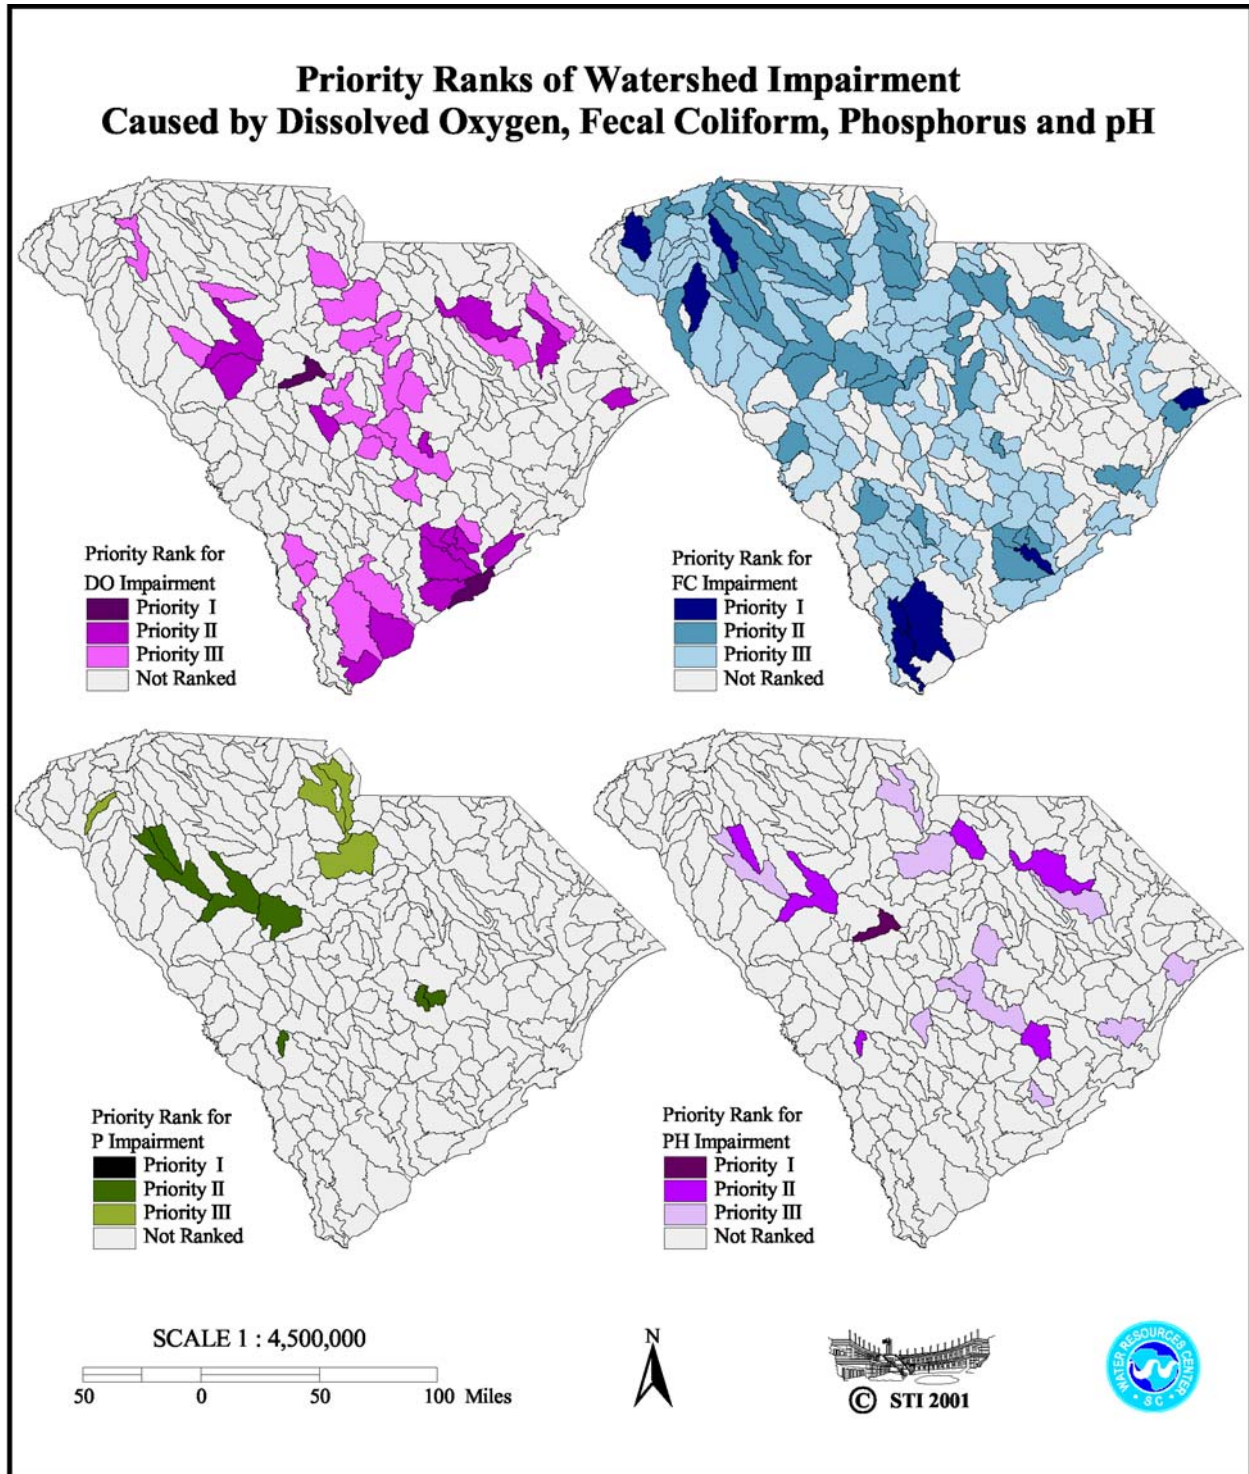 Priority Ranks of Watershed Impairment
Caused by Dissolved Oxygen, Fecal Coliform, Phosphorus and pH
Priority Rank for
DO Impairment
Priority I
Priority II
Priority III
Not Ranked
Priority Rank for
FC Impairment
Priority I
Priority II
Priority III
Not Ranked
Priority Rank for
P Impairment
Priority I
Priority II
Priority III
Not Ranked
Priority Rank for
PH Impairment
Priority I
Priority II
Priority III
Not Ranked
SCALE 1 : 4,500,000
50 0 50 100 Miles
N
© STI 2001
WATER RESOURCES CENTER
• SC •